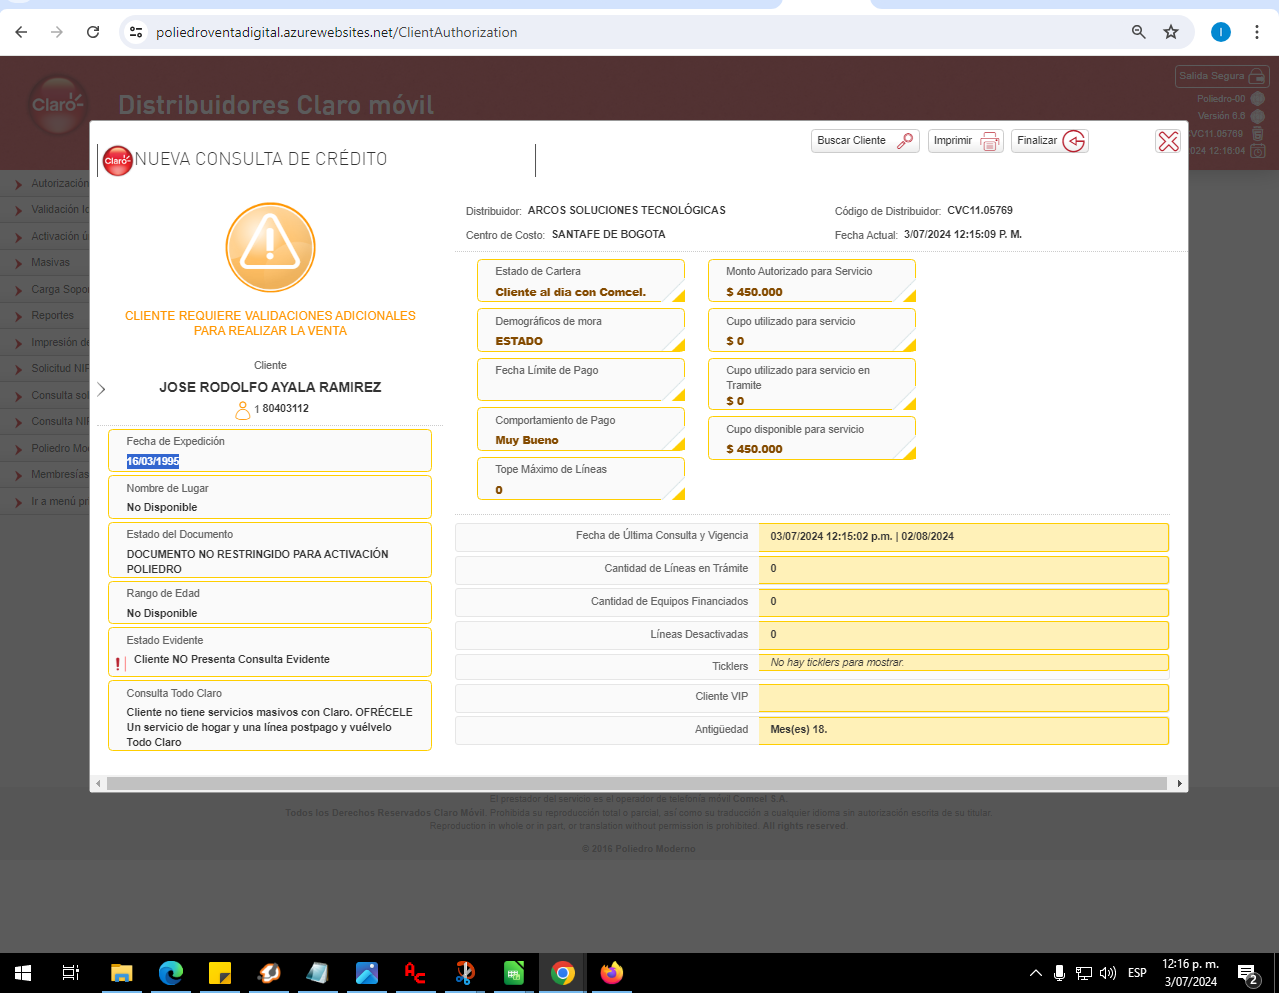 poliedroventadigital.azurewebsites.net/ClientAuthorization
I
Claro
Distribuidores Claro móvil
Salida Segura
Poliedro-00
Versión 6.6
CVC11.05769
2024 12:16:04
Buscar Cliente
Imprimir
Finalizar
Claro
NUEVA CONSULTA DE CRÉDITO
Autorización
Validación
Activación
Masivas
Carga Sopo
Reportes
Impresión de
Solicitud NIP
Consulta sol
Consulta NIP
Poliedro Mo
Membresías
Ir a menú pr
CLIENTE REQUIERE VALIDACIONES ADICIONALES
PARA REALIZAR LA VENTA
Cliente
JOSE RODOLFO AYALA RAMIREZ
1 80403112
Fecha de Expedición
16/03/1995
Nombre de Lugar
No Disponible
Estado del Documento
DOCUMENTO NO RESTRINGIDO PARA ACTIVACIÓN
POLIEDRO
Rango de Edad
No Disponible
Estado Evidente
! Cliente NO Presenta Consulta Evidente
Consulta Todo Claro
Cliente no tiene servicios masivos con Claro. OFRÉCELE
Un servicio de hogar y una línea postpago y vuélvelo
Todo Claro
Distribuidor: ARCOS SOLUCIONES TECNOLÓGICAS
Código de Distribuidor: CVC11.05769
Centro de Costo: SANTAFE DE BOGOTA
Fecha Actual: 3/07/2024 12:15:09 P. M.
Estado de Cartera
Cliente al dia con Comcel.
Demográficos de mora
ESTADO
Fecha Límite de Pago
Comportamiento de Pago
Muy Bueno
Tope Máximo de Líneas
0
Monto Autorizado para Servicio
$ 450.000
Cupo utilizado para servicio
$ 0
Cupo utilizado para servicio en
Tramite
$ 0
Cupo disponible para servicio
$ 450.000
Fecha de Última Consulta y Vigencia 03/07/2024 12:15:02 p.m. | 02/08/2024
Cantidad de Líneas en Trámite 0
Cantidad de Equipos Financiados 0
Líneas Desactivadas 0
Ticklers No hay ticklers para mostrar.
Cliente VIP
Antigüedad Mes(es) 18.
El prestador del servicio es el operador de telefonía móvil Comcel S.A.
Todos los Derechos Reservados Claro Móvil. Prohibida su reproducción total o parcial, así como su traducción a cualquier idioma sin autorización escrita de su titular.
Reproduction in whole or in part, or translation without permission is prohibited. All rights reserved.
© 2016 Poliedro Moderno
ESP
12:16 p. m.
3/07/2024
2